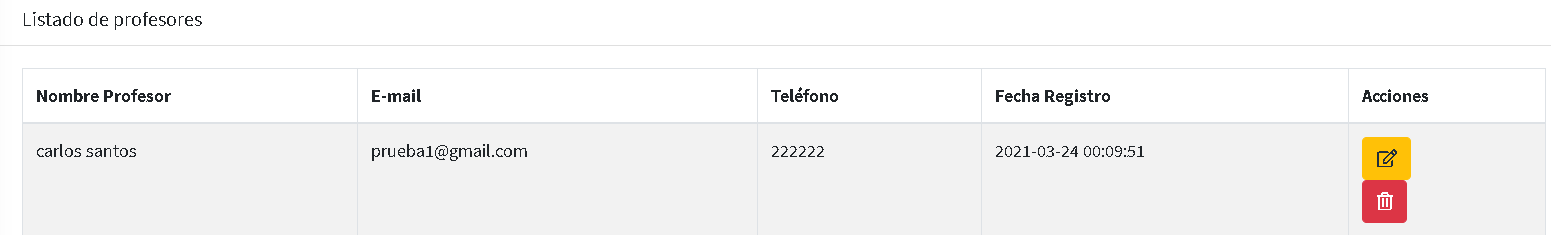 Listado de profesores
Nombre Profesor E-mail Teléfono Fecha Registro Acciones
carlos santos prueba1@gmail.com 222222 2021-03-24 00:09:51